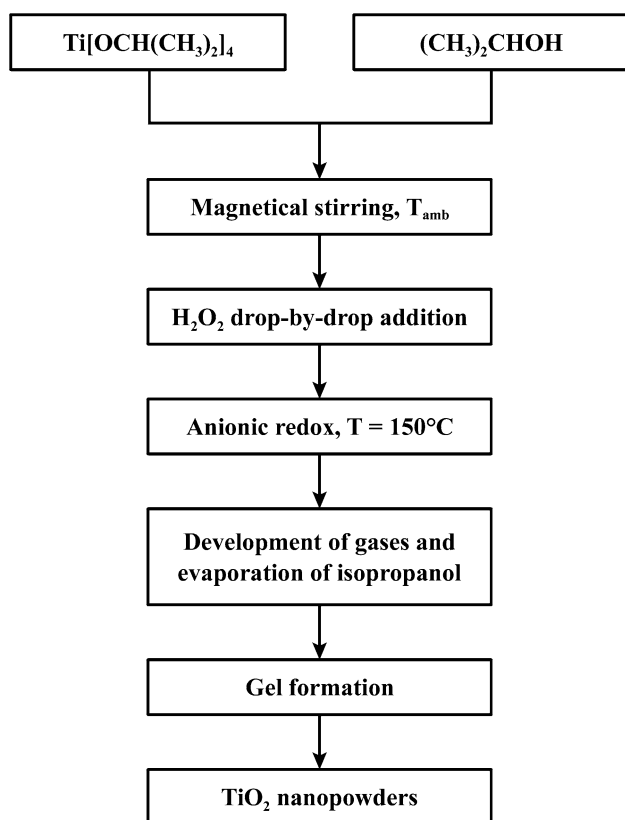 Ti[OCH(CH₃)₂]₄
(CH₃)₂CHOH
Magnetical stirring, Tₐₘb
H₂O₂ drop-by-drop addition
Anionic redox, T = 150°C
Development of gases and
evaporation of isopropanol
Gel formation
TiO₂ nanopowders